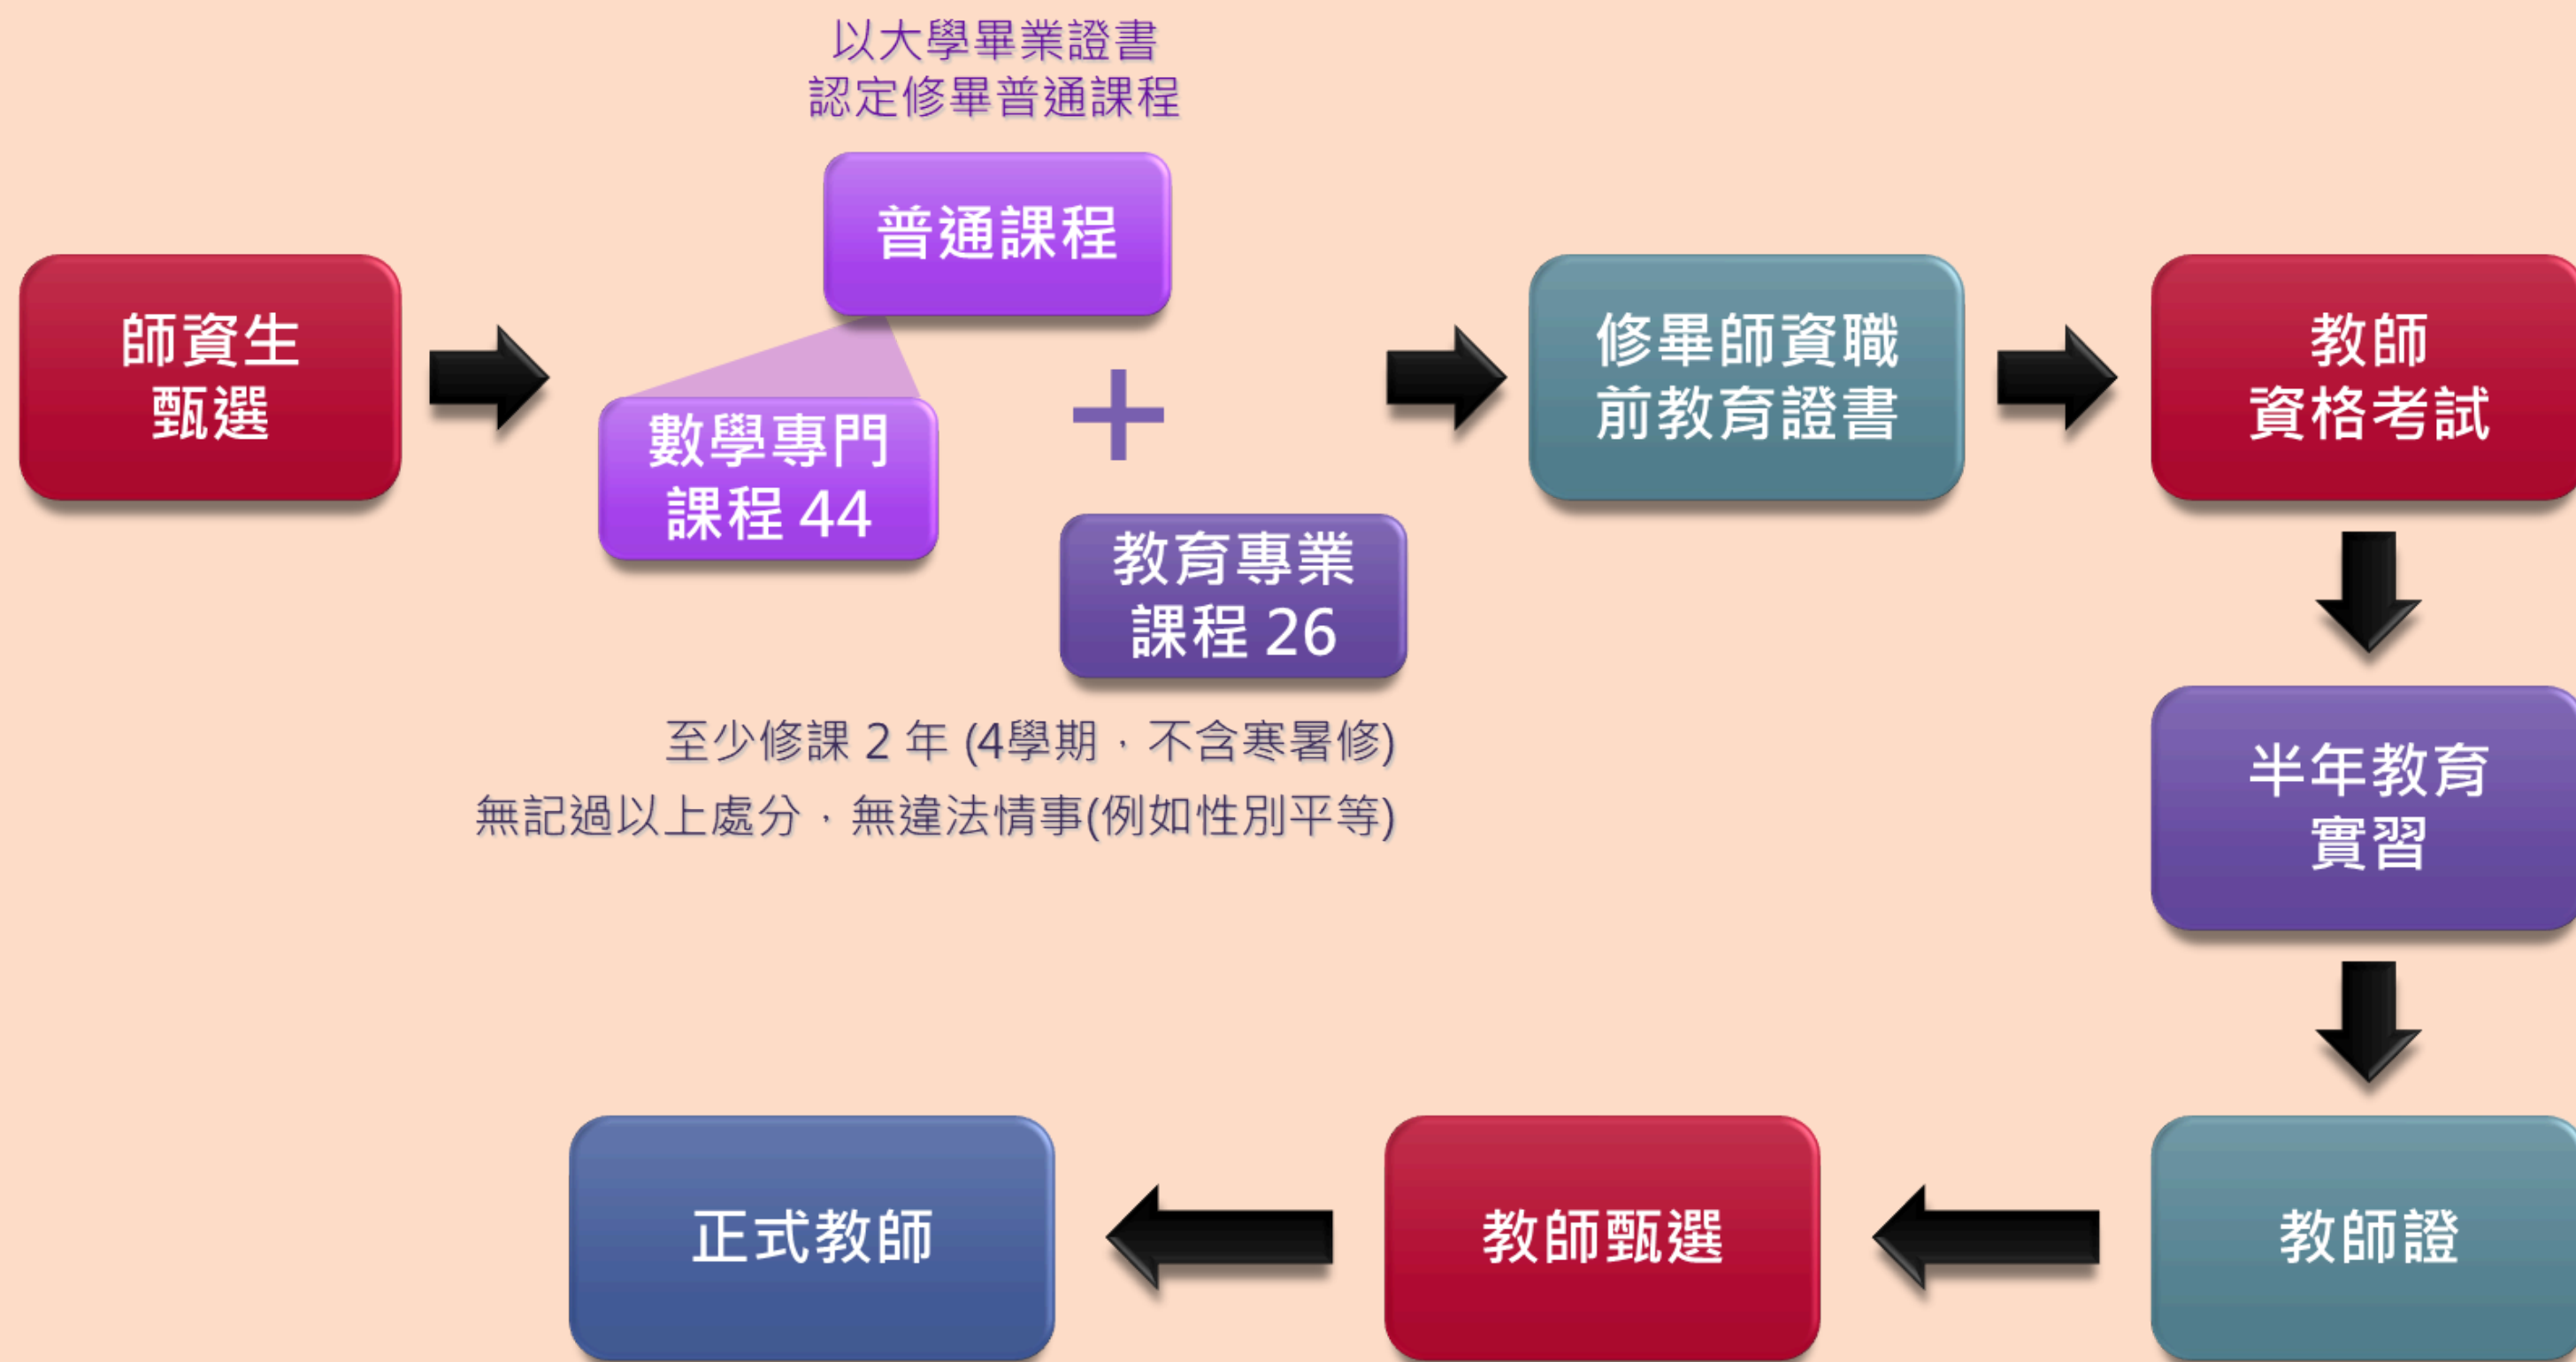 以大學畢業證書
認定修畢普通課程
普通課程
師資生
甄選
數學專門
課程 44
+
教育專業
課程 26
至少修課 2 年 (4學期，不含寒暑修)
無記過以上處分，無違法情事(例如性別平等)
修畢師資職
前教育證書
教師
資格考試
半年教育
實習
教師證
教師甄選
正式教師